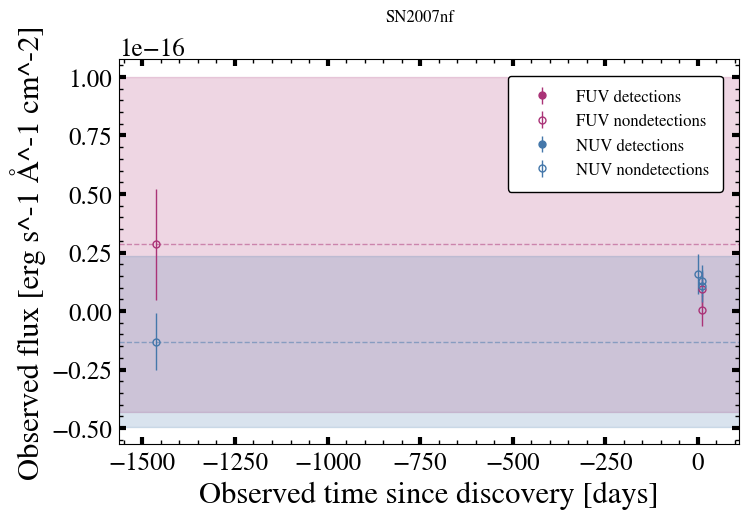 SN2007nf
1e−16
1.00
0.75
0.50
0.25
0.00
−0.25
−0.50
Observed flux [erg s^-1 Å^-1 cm^-2]
FUV detections
FUV nondetections
NUV detections
NUV nondetections
−1500 −1250 −1000 −750 −500 −250 0
Observed time since discovery [days]